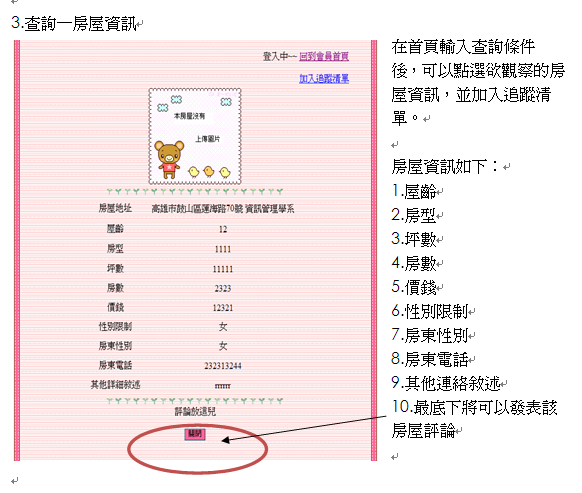 3.查詢一房屋資訊
登入中~~ 回到會員首頁
加入追蹤清單
本房屋沒有
上傳圖片
房屋地址 高雄市鼓山區蓮海路70號 資訊管理學系
屋齡 12
房型 1111
坪數 11111
房數 2323
價錢 12321
性別限制 女
房東性別 女
房東電話 232313244
其他詳細敘述 rrrrrr
評論放這兒
關閉
在首頁輸入查詢條件
後，可以點選欲觀察的房
屋資訊，並加入追蹤清
單。
房屋資訊如下：
1.屋齡
2.房型
3.坪數
4.房數
5.價錢
6.性別限制
7.房東性別
8.房東電話
9.其他連絡敘述
10.最底下將可以發表該
房屋評論